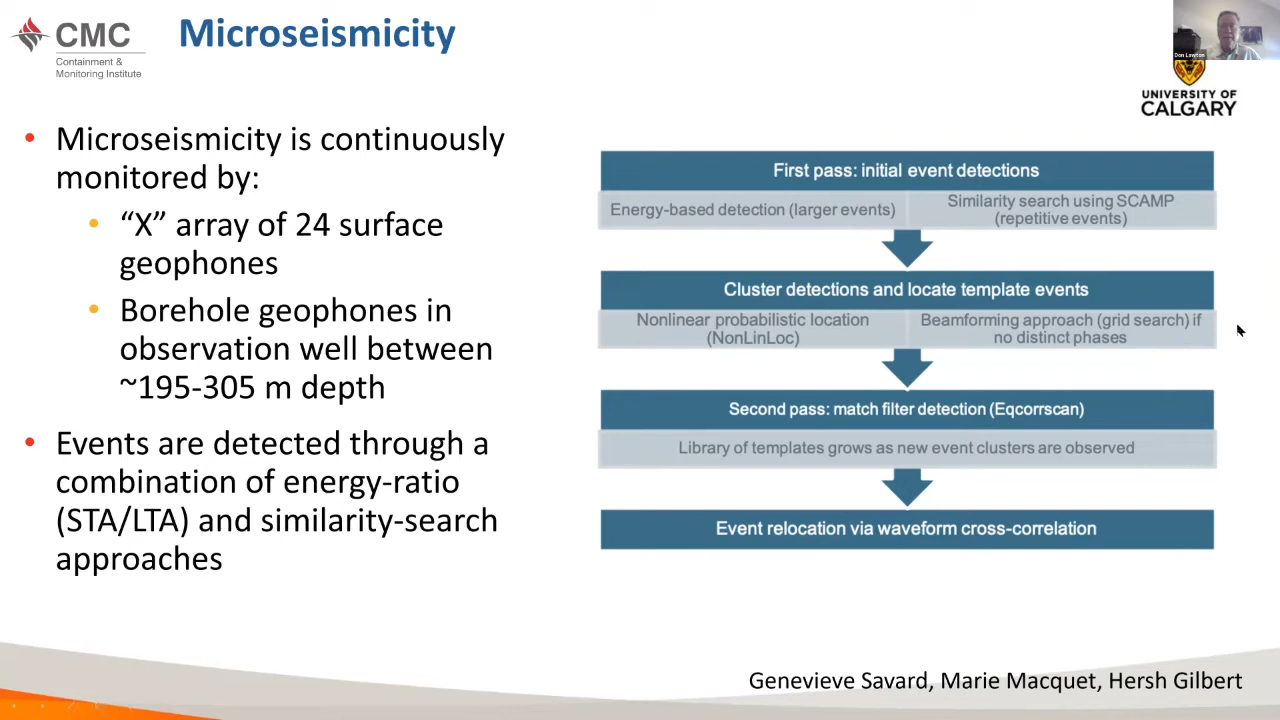 CMC
Containment &
Monitoring Institute
Microseismicity
Don Lawton
UNIVERSITY OF
CALGARY
• Microseismicity is continuously
monitored by:
• “X” array of 24 surface
geophones
• Borehole geophones in
observation well between
~195-305 m depth
• Events are detected through a
combination of energy-ratio
(STA/LTA) and similarity-search
approaches
First pass: initial event detections
Energy-based detection (larger events)
Similarity search using SCAMP
(repetitive events)
Cluster detections and locate template events
Nonlinear probabilistic location
(NonLinLoc)
Beamforming approach (grid search) if
no distinct phases
Second pass: match filter detection (Eqcorrscan)
Library of templates grows as new event clusters are observed
Event relocation via waveform cross-correlation
Genevieve Savard, Marie Macquet, Hersh Gilbert